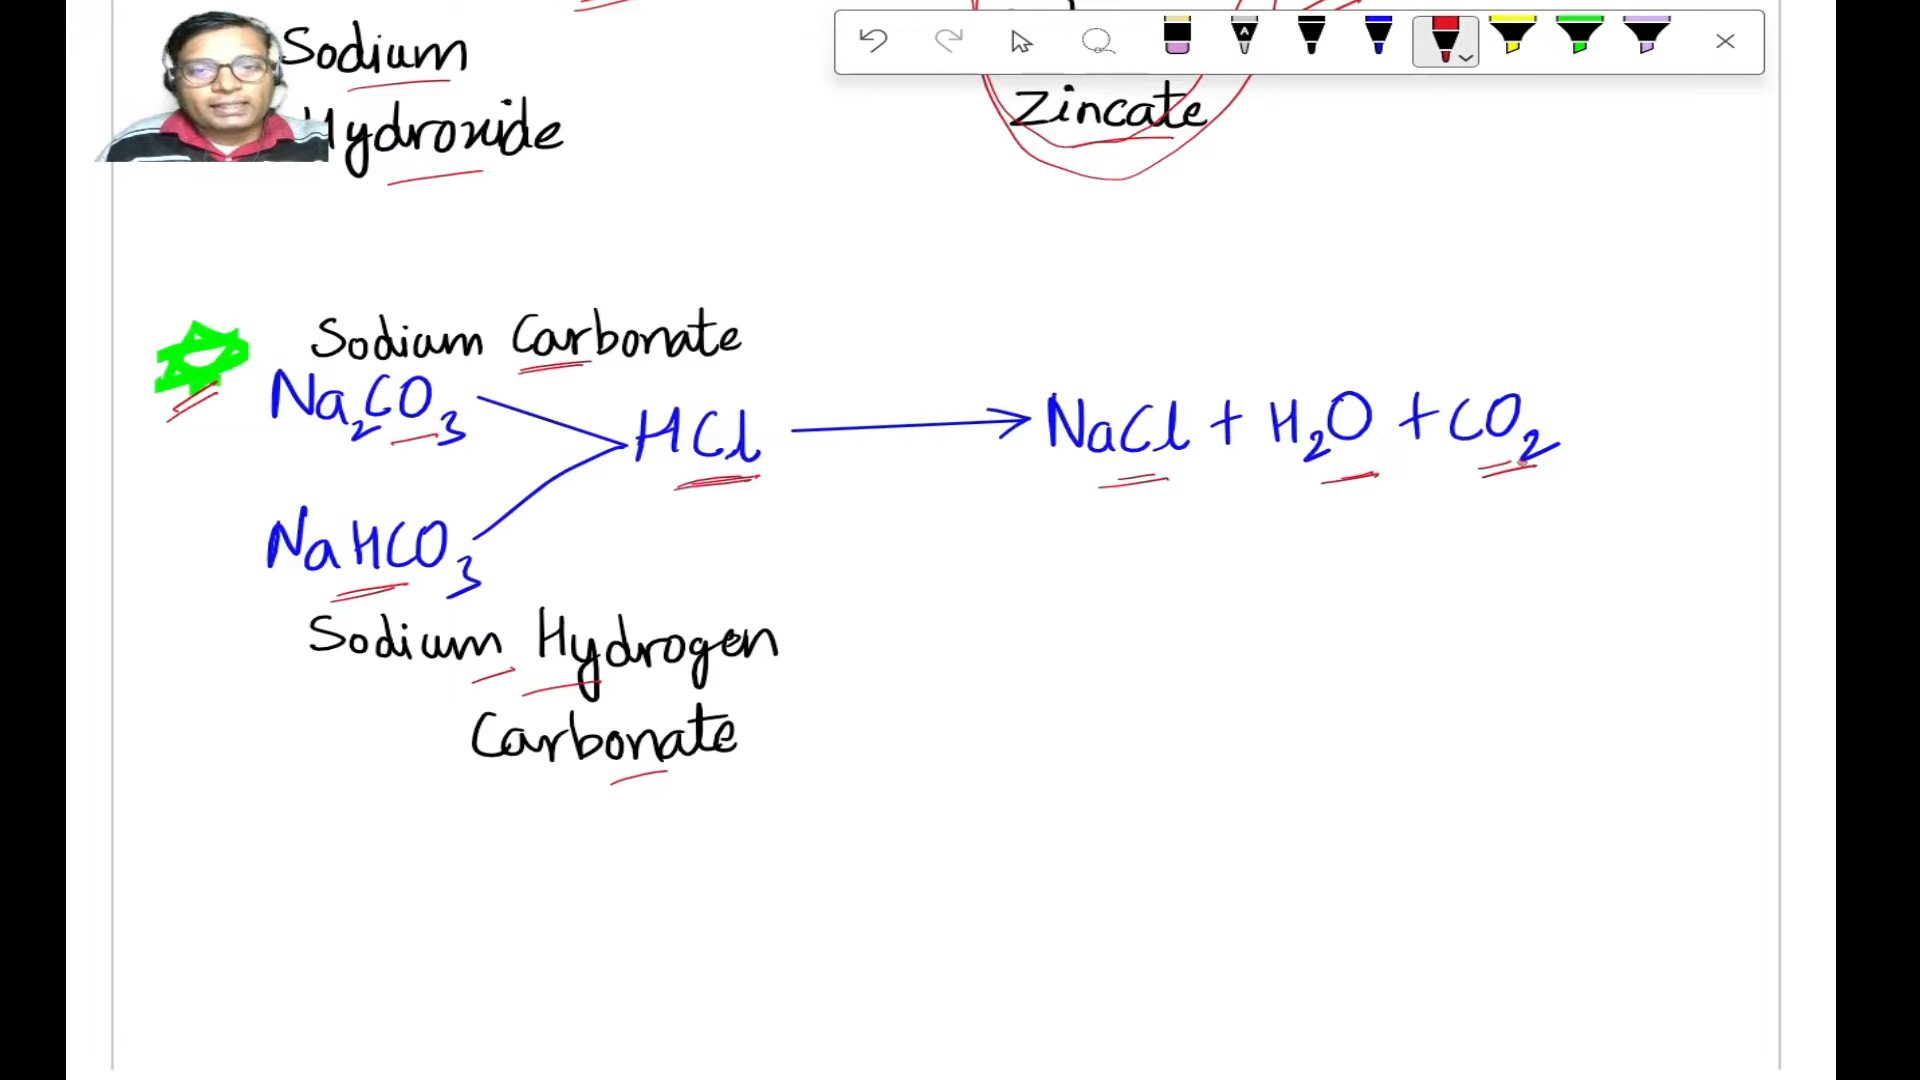 Sodium
Hydroxide
Zincate
Sodium Carbonate
Na₂CO₃
HCl → NaCl + H₂O + CO₂
NaHCO₃
Sodium Hydrogen
Carbonate